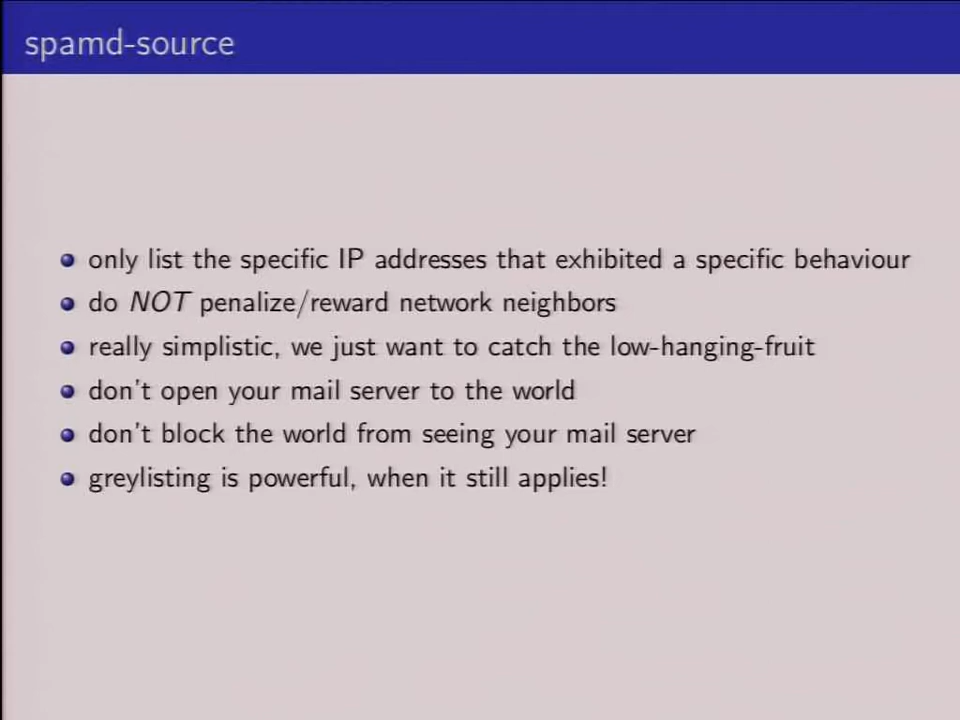 spamd-source
only list the specific IP addresses that exhibited a specific behaviour
do NOT penalize/reward network neighbors
really simplistic, we just want to catch the low-hanging-fruit
don't open your mail server to the world
don't block the world from seeing your mail server
greylisting is powerful, when it still applies!